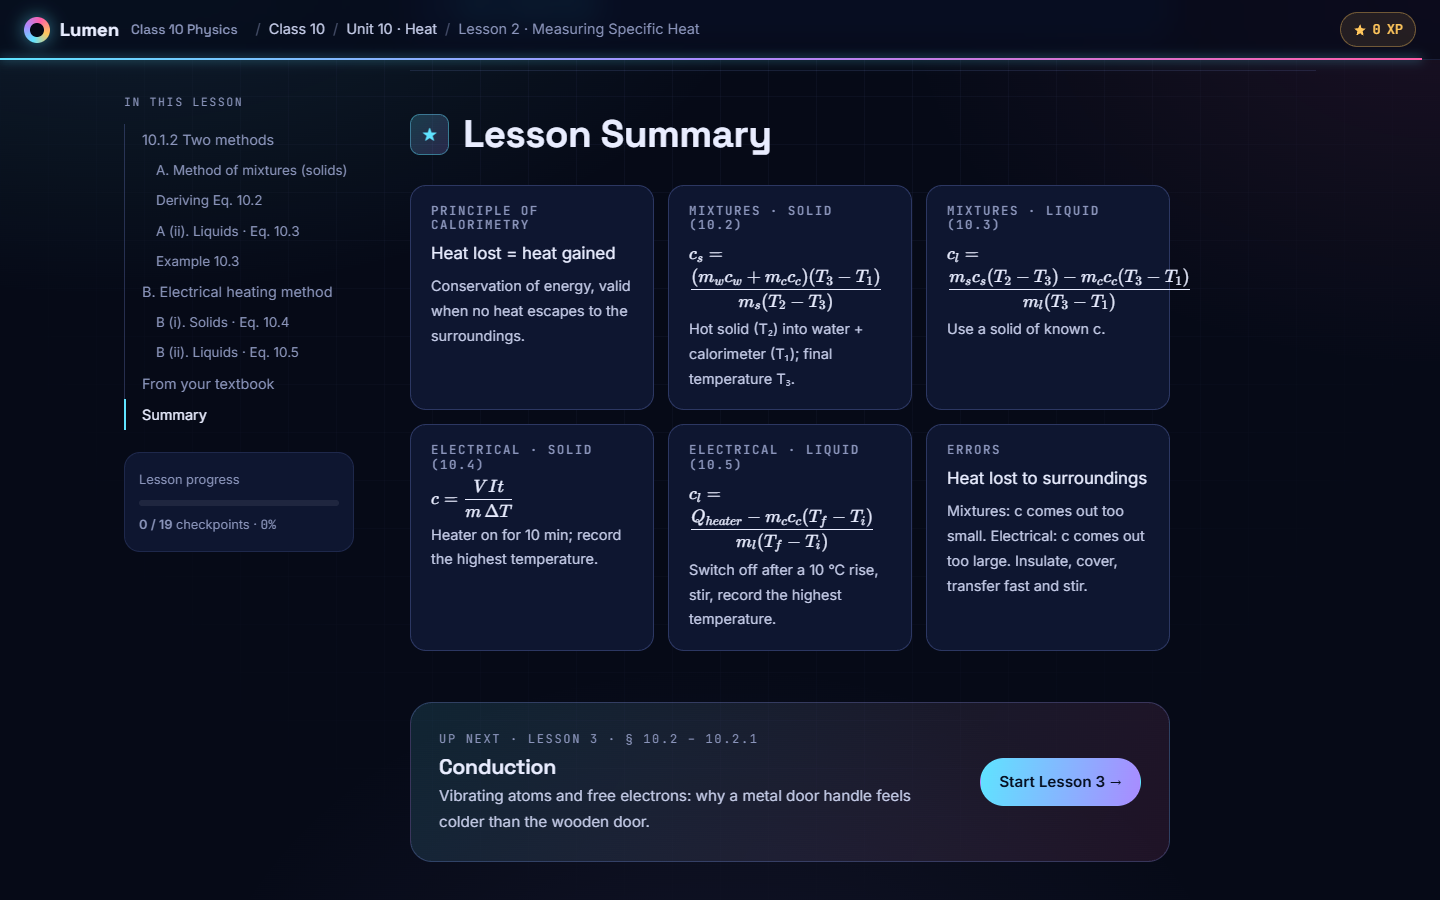 Lumen Class 10 Physics / Class 10 / Unit 10 · Heat / Lesson 2 · Measuring Specific Heat
★ 0 XP
IN THIS LESSON
10.1.2 Two methods
A. Method of mixtures (solids)
Deriving Eq. 10.2
A (ii). Liquids · Eq. 10.3
Example 10.3
B. Electrical heating method
B (i). Solids · Eq. 10.4
B (ii). Liquids · Eq. 10.5
From your textbook
Summary
Lesson progress
0 / 19 checkpoints · 0%
Lesson Summary
PRINCIPLE OF
CALORIMETRY
Heat lost = heat gained
Conservation of energy, valid
when no heat escapes to the
surroundings.
MIXTURES · SOLID
(10.2)
c_s =
(m_w c_w + m_c c_c)(T_3 − T_1)
m_s(T_2 − T_3)
Hot solid (T₂) into water +
calorimeter (T₁); final
temperature T₃.
MIXTURES · LIQUID
(10.3)
c_l =
m_s c_s(T_2 − T_3) − m_c c_c(T_3 − T_1)
m_l(T_3 − T_1)
Use a solid of known c.
ELECTRICAL · SOLID
(10.4)
c = VIt
m ΔT
Heater on for 10 min; record
the highest temperature.
ELECTRICAL · LIQUID
(10.5)
c_l =
Q_heater − m_c c_c(T_f − T_i)
m_l(T_f − T_i)
Switch off after a 10 °C rise,
stir, record the highest
temperature.
ERRORS
Heat lost to surroundings
Mixtures: c comes out too
small. Electrical: c comes out
too large. Insulate, cover,
transfer fast and stir.
UP NEXT · LESSON 3 · § 10.2 – 10.2.1
Conduction
Vibrating atoms and free electrons: why a metal door handle feels
colder than the wooden door.
Start Lesson 3 →